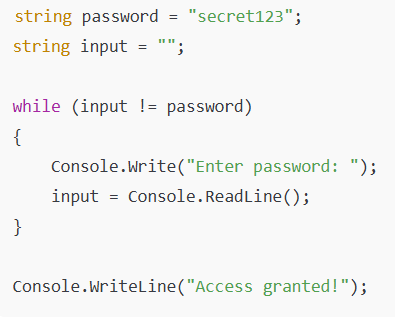 string password = "secret123";
string input = "";

while (input != password)
{
    Console.Write("Enter password: ");
    input = Console.ReadLine();
}

Console.WriteLine("Access granted!");